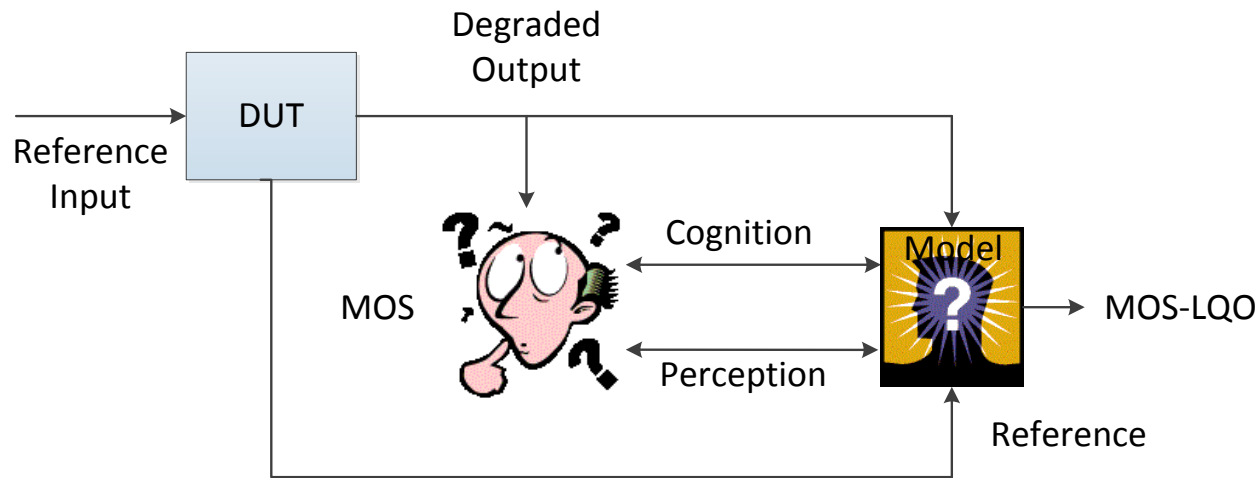 Degraded
Output
DUT
Reference
Input
Cognition
Model
?
MOS
MOS-LQO
Perception
Reference